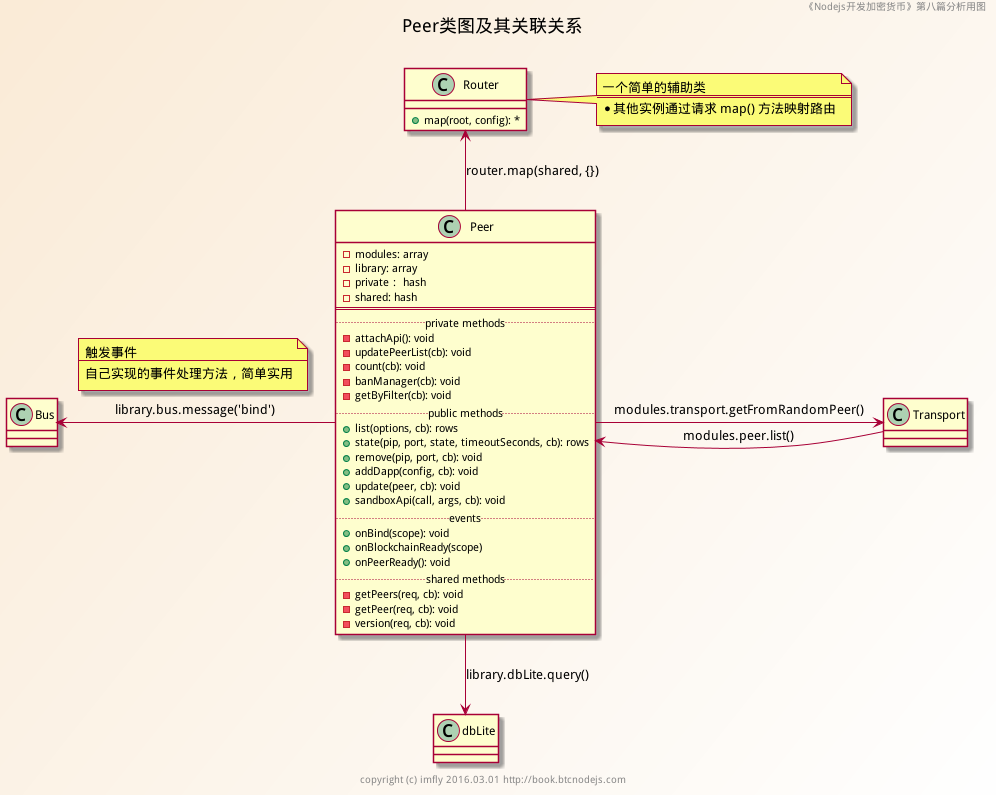 《Nodejs开发加密货币》第八篇分析用图
Peer类图及其关联关系
C Router
map(root, config): *
一个简单的辅助类
•其他实例通过请求 map() 方法映射路由
router.map(shared, {})
C Peer
modules: array
library: array
private ： hash
shared: hash
private methods
attachApi(): void
updatePeerList(cb): void
count(cb): void
banManager(cb): void
getByFilter(cb): void
public methods
list(options, cb): rows
state(pip, port, state, timeoutSeconds, cb): rows
remove(pip, port, cb): void
addDapp(config, cb): void
update(peer, cb): void
sandboxApi(call, args, cb): void
events
onBind(scope): void
onBlockchainReady(scope)
onPeerReady(): void
shared methods
getPeers(req, cb): void
getPeer(req, cb): void
version(req, cb): void
触发事件
自己实现的事件处理方法，简单实用
C Bus
library.bus.message('bind')
modules.transport.getFromRandomPeer()
modules.peer.list()
C Transport
library.dbLite.query()
C dbLite
copyright (c) imfly 2016.03.01 http://book.btcnodejs.com